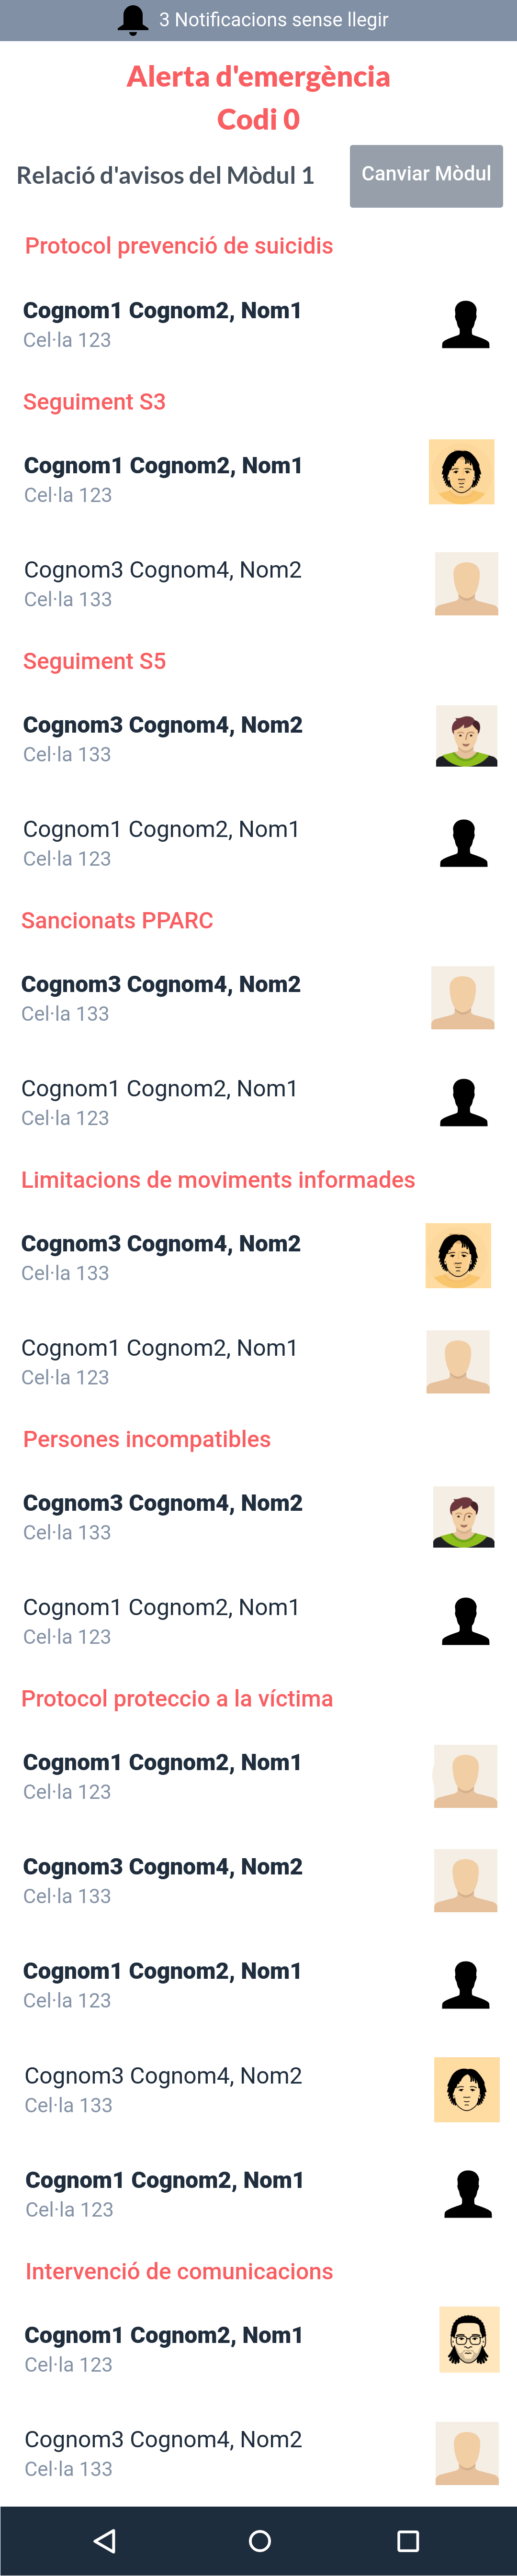 3 Notificacions sense llegir
Alerta d'emergència
Codi 0
Relació d'avisos del Mòdul 1
Canviar Mòdul
Protocol prevenció de suicidis
Cognom1 Cognom2, Nom1
Cel·la 123
Seguiment S3
Cognom1 Cognom2, Nom1
Cel·la 123
Cognom3 Cognom4, Nom2
Cel·la 133
Seguiment S5
Cognom3 Cognom4, Nom2
Cel·la 133
Cognom1 Cognom2, Nom1
Cel·la 123
Sancionats PPARC
Cognom3 Cognom4, Nom2
Cel·la 133
Cognom1 Cognom2, Nom1
Cel·la 123
Limitacions de moviments informades
Cognom3 Cognom4, Nom2
Cel·la 133
Cognom1 Cognom2, Nom1
Cel·la 123
Persones incompatibles
Cognom3 Cognom4, Nom2
Cel·la 133
Cognom1 Cognom2, Nom1
Cel·la 123
Protocol proteccio a la víctima
Cognom1 Cognom2, Nom1
Cel·la 123
Cognom3 Cognom4, Nom2
Cel·la 133
Cognom1 Cognom2, Nom1
Cel·la 123
Cognom3 Cognom4, Nom2
Cel·la 133
Cognom1 Cognom2, Nom1
Cel·la 123
Intervenció de comunicacions
Cognom1 Cognom2, Nom1
Cel·la 123
Cognom3 Cognom4, Nom2
Cel·la 133